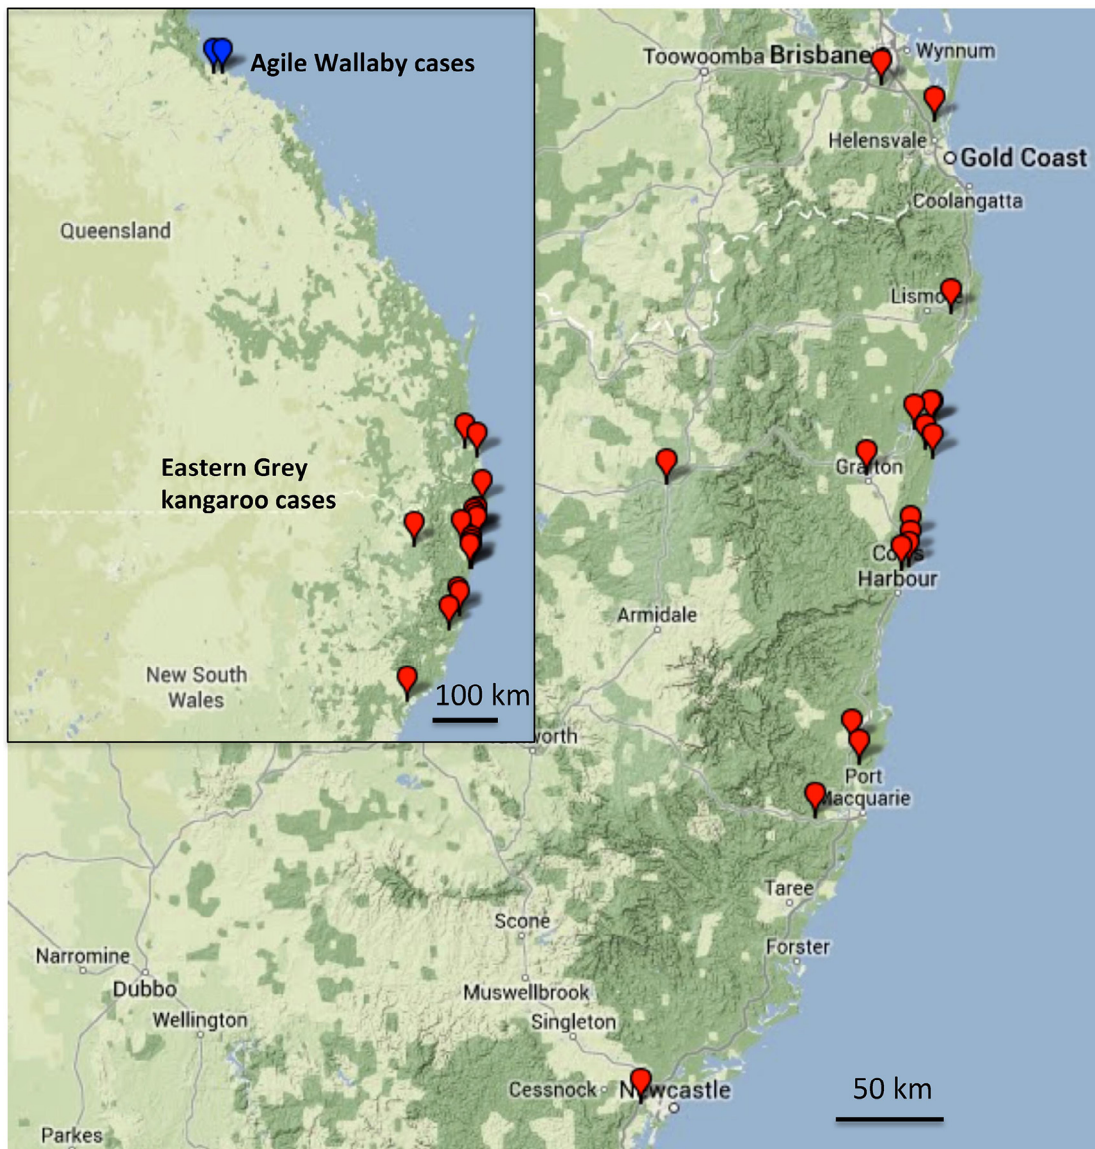 Agile Wallaby cases
Queensland
Eastern Grey
kangaroo cases
New South
Wales
100 km
Toowoomba
Brisbane
Wynnum
Helensvale
Gold Coast
Coolangatta
Grafton
Harbour
Armidale
Port
Macquarie
Taree
Scone
Forster
Narromine
Dubbo
Muswellbrook
Wellington
Singleton
Cessnock
Newcastle
50 km
Parkes